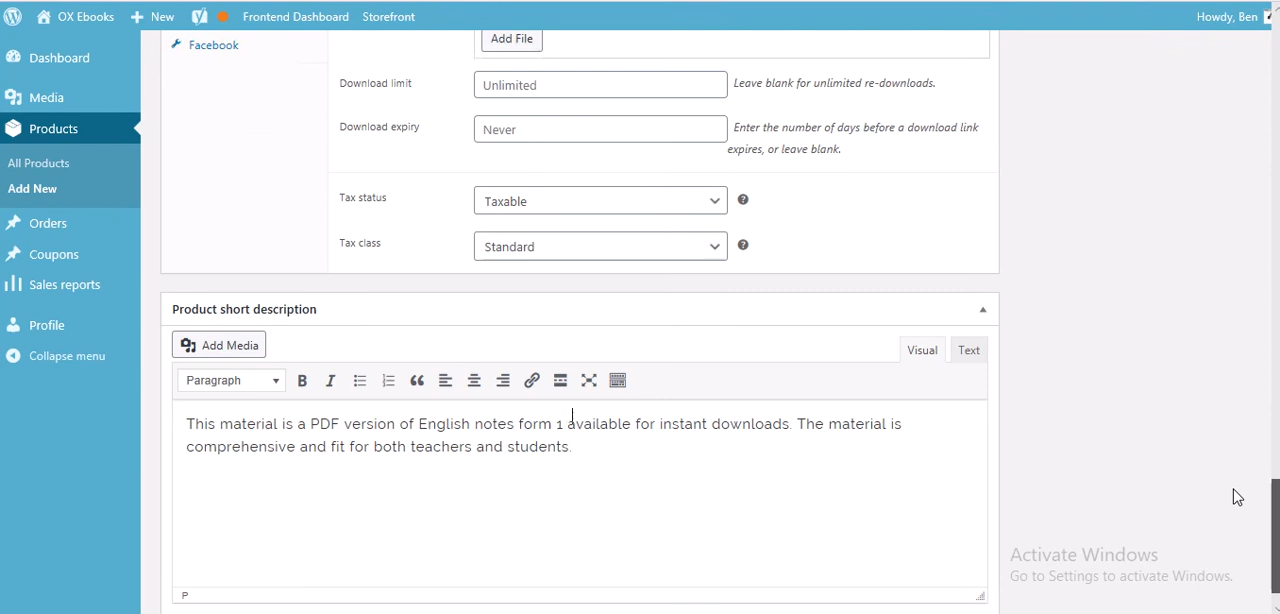 OX Ebooks
New
Frontend Dashboard
Storefront
Howdy, Ben
Dashboard
Media
Products
All Products
Add New
Orders
Coupons
Sales reports
Profile
Collapse menu
Facebook
Add File
Download limit
Unlimited
Leave blank for unlimited re-downloads.
Download expiry
Never
Enter the number of days before a download link
expires, or leave blank.
Tax status
Taxable
Tax class
Standard
Product short description
Add Media
Visual
Text
Paragraph
B
I
This material is a PDF version of English notes form 1 available for instant downloads. The material is
comprehensive and fit for both teachers and students.
P
Activate Windows
Go to Settings to activate Windows.